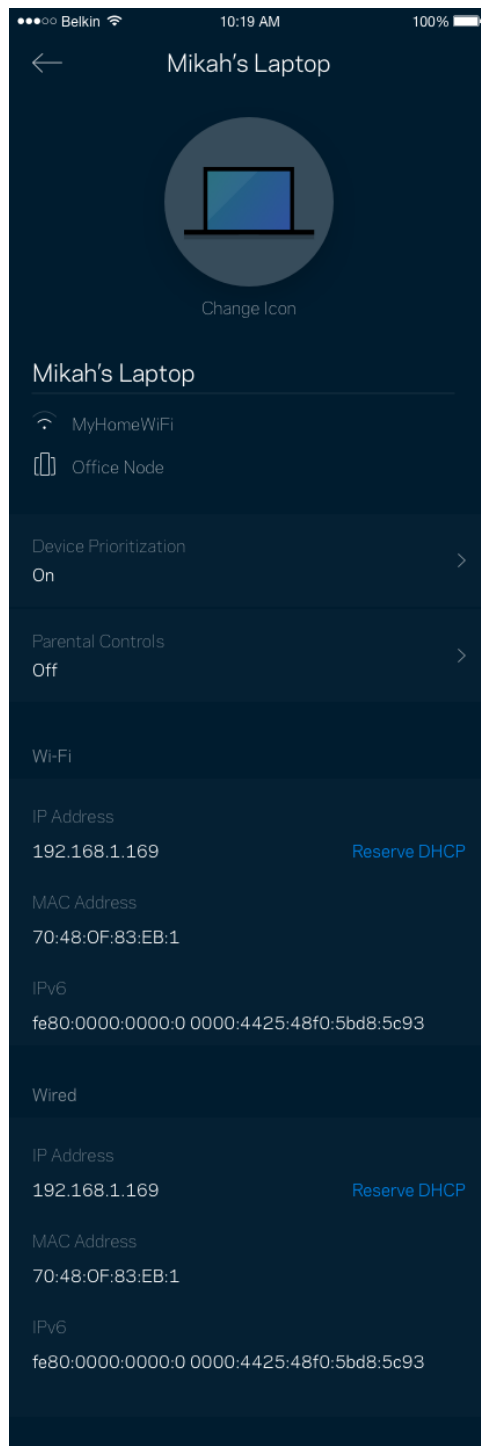 Belkin 10:19 AM 100%
Mikah's Laptop
Change Icon
Mikah's Laptop
MyHomeWiFi
Office Node
Device Prioritization
On
Parental Controls
Off
Wi-Fi
IP Address
192.168.1.169 Reserve DHCP
MAC Address
70:48:0F:83:EB:1
IPv6
fe80:0000:0000:0 0000:4425:48f0:5bd8:5c93
Wired
IP Address
192.168.1.169 Reserve DHCP
MAC Address
70:48:0F:83:EB:1
IPv6
fe80:0000:0000:0 0000:4425:48f0:5bd8:5c93